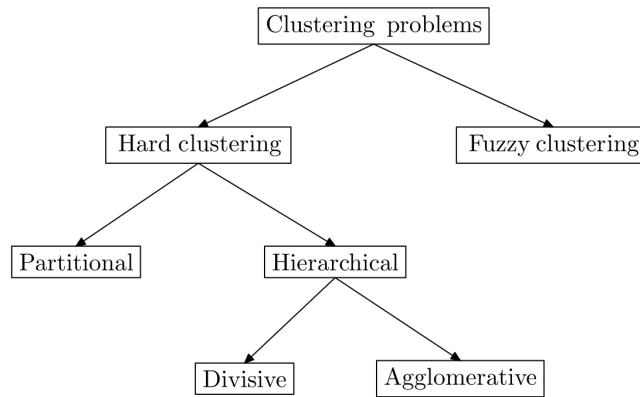 Clustering problems
Hard clustering
Fuzzy clustering
Partitional
Hierarchical
Divisive
Agglomerative